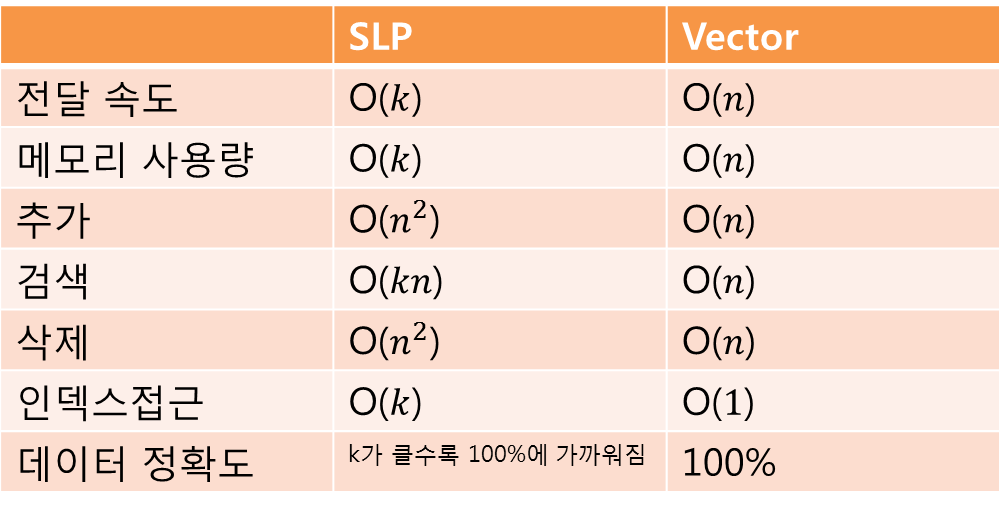 SLP Vector
전달 속도 O(k) O(n)
메모리 사용량 O(k) O(n)
추가 O(n²) O(n)
검색 O(kn) O(n)
삭제 O(n²) O(n)
인덱스접근 O(k) O(1)
데이터 정확도 k가 클수록 100%에 가까워짐 100%